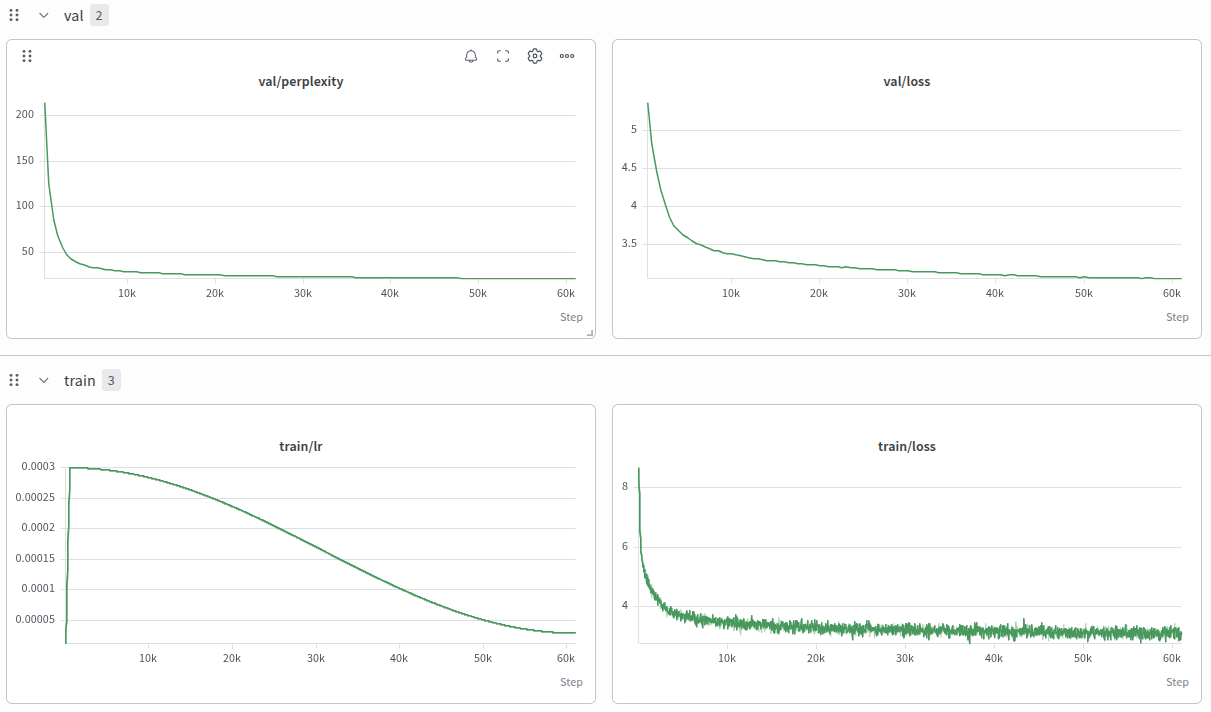 val 2
val/perplexity
200
150
100
50
10k 20k 30k 40k 50k 60k
Step
val/loss
5
4.5
4
3.5
10k 20k 30k 40k 50k 60k
Step
train 3
train/lr
0.0003
0.00025
0.0002
0.00015
0.0001
0.00005
10k 20k 30k 40k 50k 60k
Step
train/loss
8
6
4
10k 20k 30k 40k 50k 60k
Step